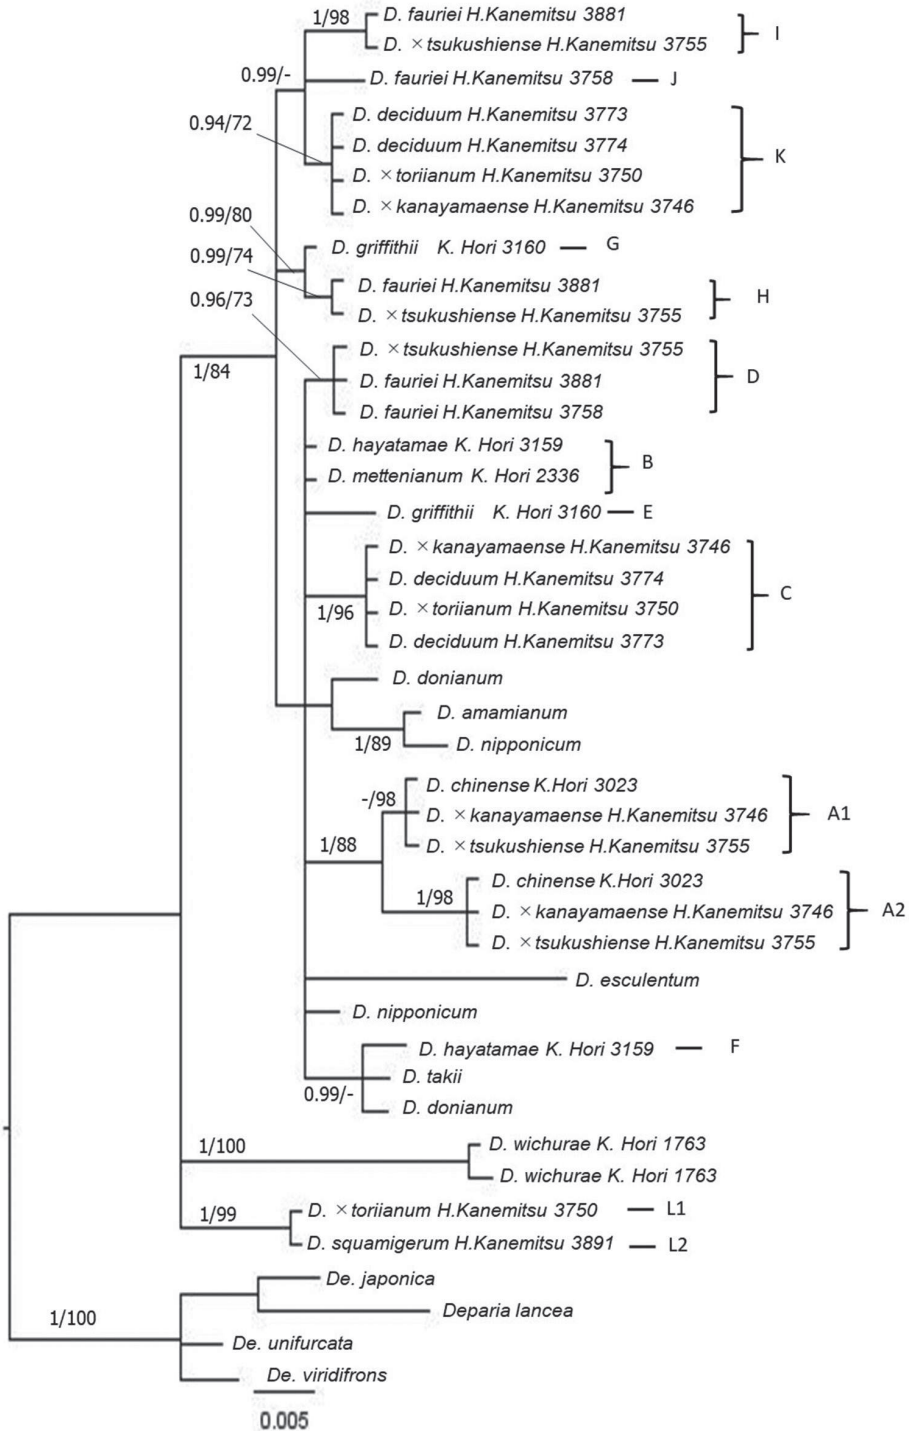 1/98
D. fauriei H.Kanemitsu 3881
D. ×tsukushiense H.Kanemitsu 3755
I
0.99/-
D. fauriei H.Kanemitsu 3758
J
0.94/72
D. deciduum H.Kanemitsu 3773
D. deciduum H.Kanemitsu 3774
D. ×toriianum H.Kanemitsu 3750
D. ×kanayamaense H.Kanemitsu 3746
K
0.99/80
D. griffithii K. Hori 3160
G
0.99/74
D. fauriei H.Kanemitsu 3881
D. ×tsukushiense H.Kanemitsu 3755
H
0.96/73
D. ×tsukushiense H.Kanemitsu 3755
D. fauriei H.Kanemitsu 3881
D. fauriei H.Kanemitsu 3758
D
1/84
D. hayatamae K. Hori 3159
D. mettenianum K. Hori 2336
B
D. griffithii K. Hori 3160
E
D. ×kanayamaense H.Kanemitsu 3746
D. deciduum H.Kanemitsu 3774
D. ×toriianum H.Kanemitsu 3750
D. deciduum H.Kanemitsu 3773
C
1/96
D. donianum
D. amamianum
D. nipponicum
1/89
D. chinense K.Hori 3023
D. ×kanayamaense H.Kanemitsu 3746
D. ×tsukushiense H.Kanemitsu 3755
-/98
A1
1/88
D. chinense K.Hori 3023
D. ×kanayamaense H.Kanemitsu 3746
D. ×tsukushiense H.Kanemitsu 3755
1/98
A2
D. esculentum
D. nipponicum
D. hayatamae K. Hori 3159
F
D. takii
0.99/-
D. donianum
1/100
D. wichurae K. Hori 1763
D. wichurae K. Hori 1763
1/99
D. ×toriianum H.Kanemitsu 3750
L1
D. squamigerum H.Kanemitsu 3891
L2
De. japonica
Deparia lancea
1/100
De. unifurcata
De. viridifrons
0.005